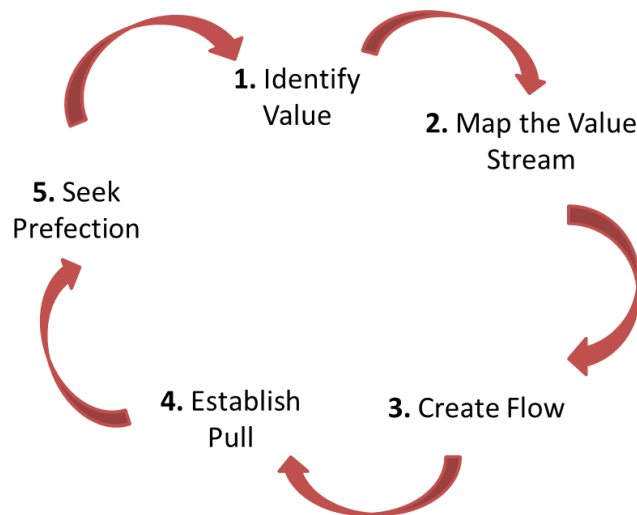 1. Identify
Value
2. Map the Value
Stream
3. Create Flow
4. Establish
Pull
5. Seek
Prefection